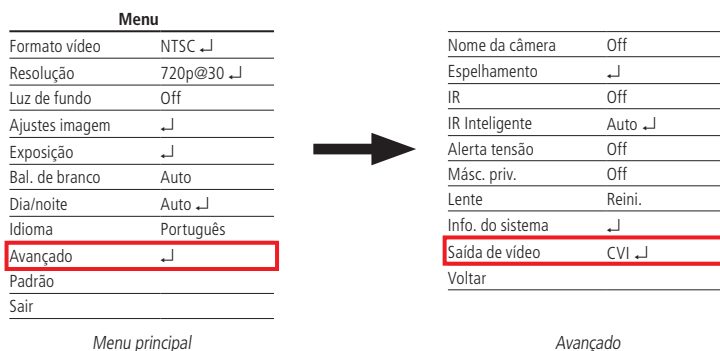 Menu
Formato vídeo NTSC ↲
Resolução 720p@30 ↲
Luz de fundo Off
Ajustes imagem ↲
Exposição ↲
Bal. de branco Auto
Dia/noite Auto ↲
Idioma Português
Avançado ↲
Padrão
Sair
Menu principal
Nome da câmera Off
Espelhamento ↲
IR Off
IR Inteligente Auto ↲
Alerta tensão Off
Másc. priv. Off
Lente Reini.
Info. do sistema ↲
Saída de vídeo CVI ↲
Voltar
Avançado